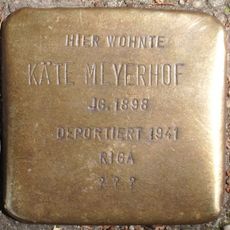 HIER WOHNTE
KÄTE MEYERHOF
JG. 1898
DEPORTIERT 1941
RIGA
? ? ?